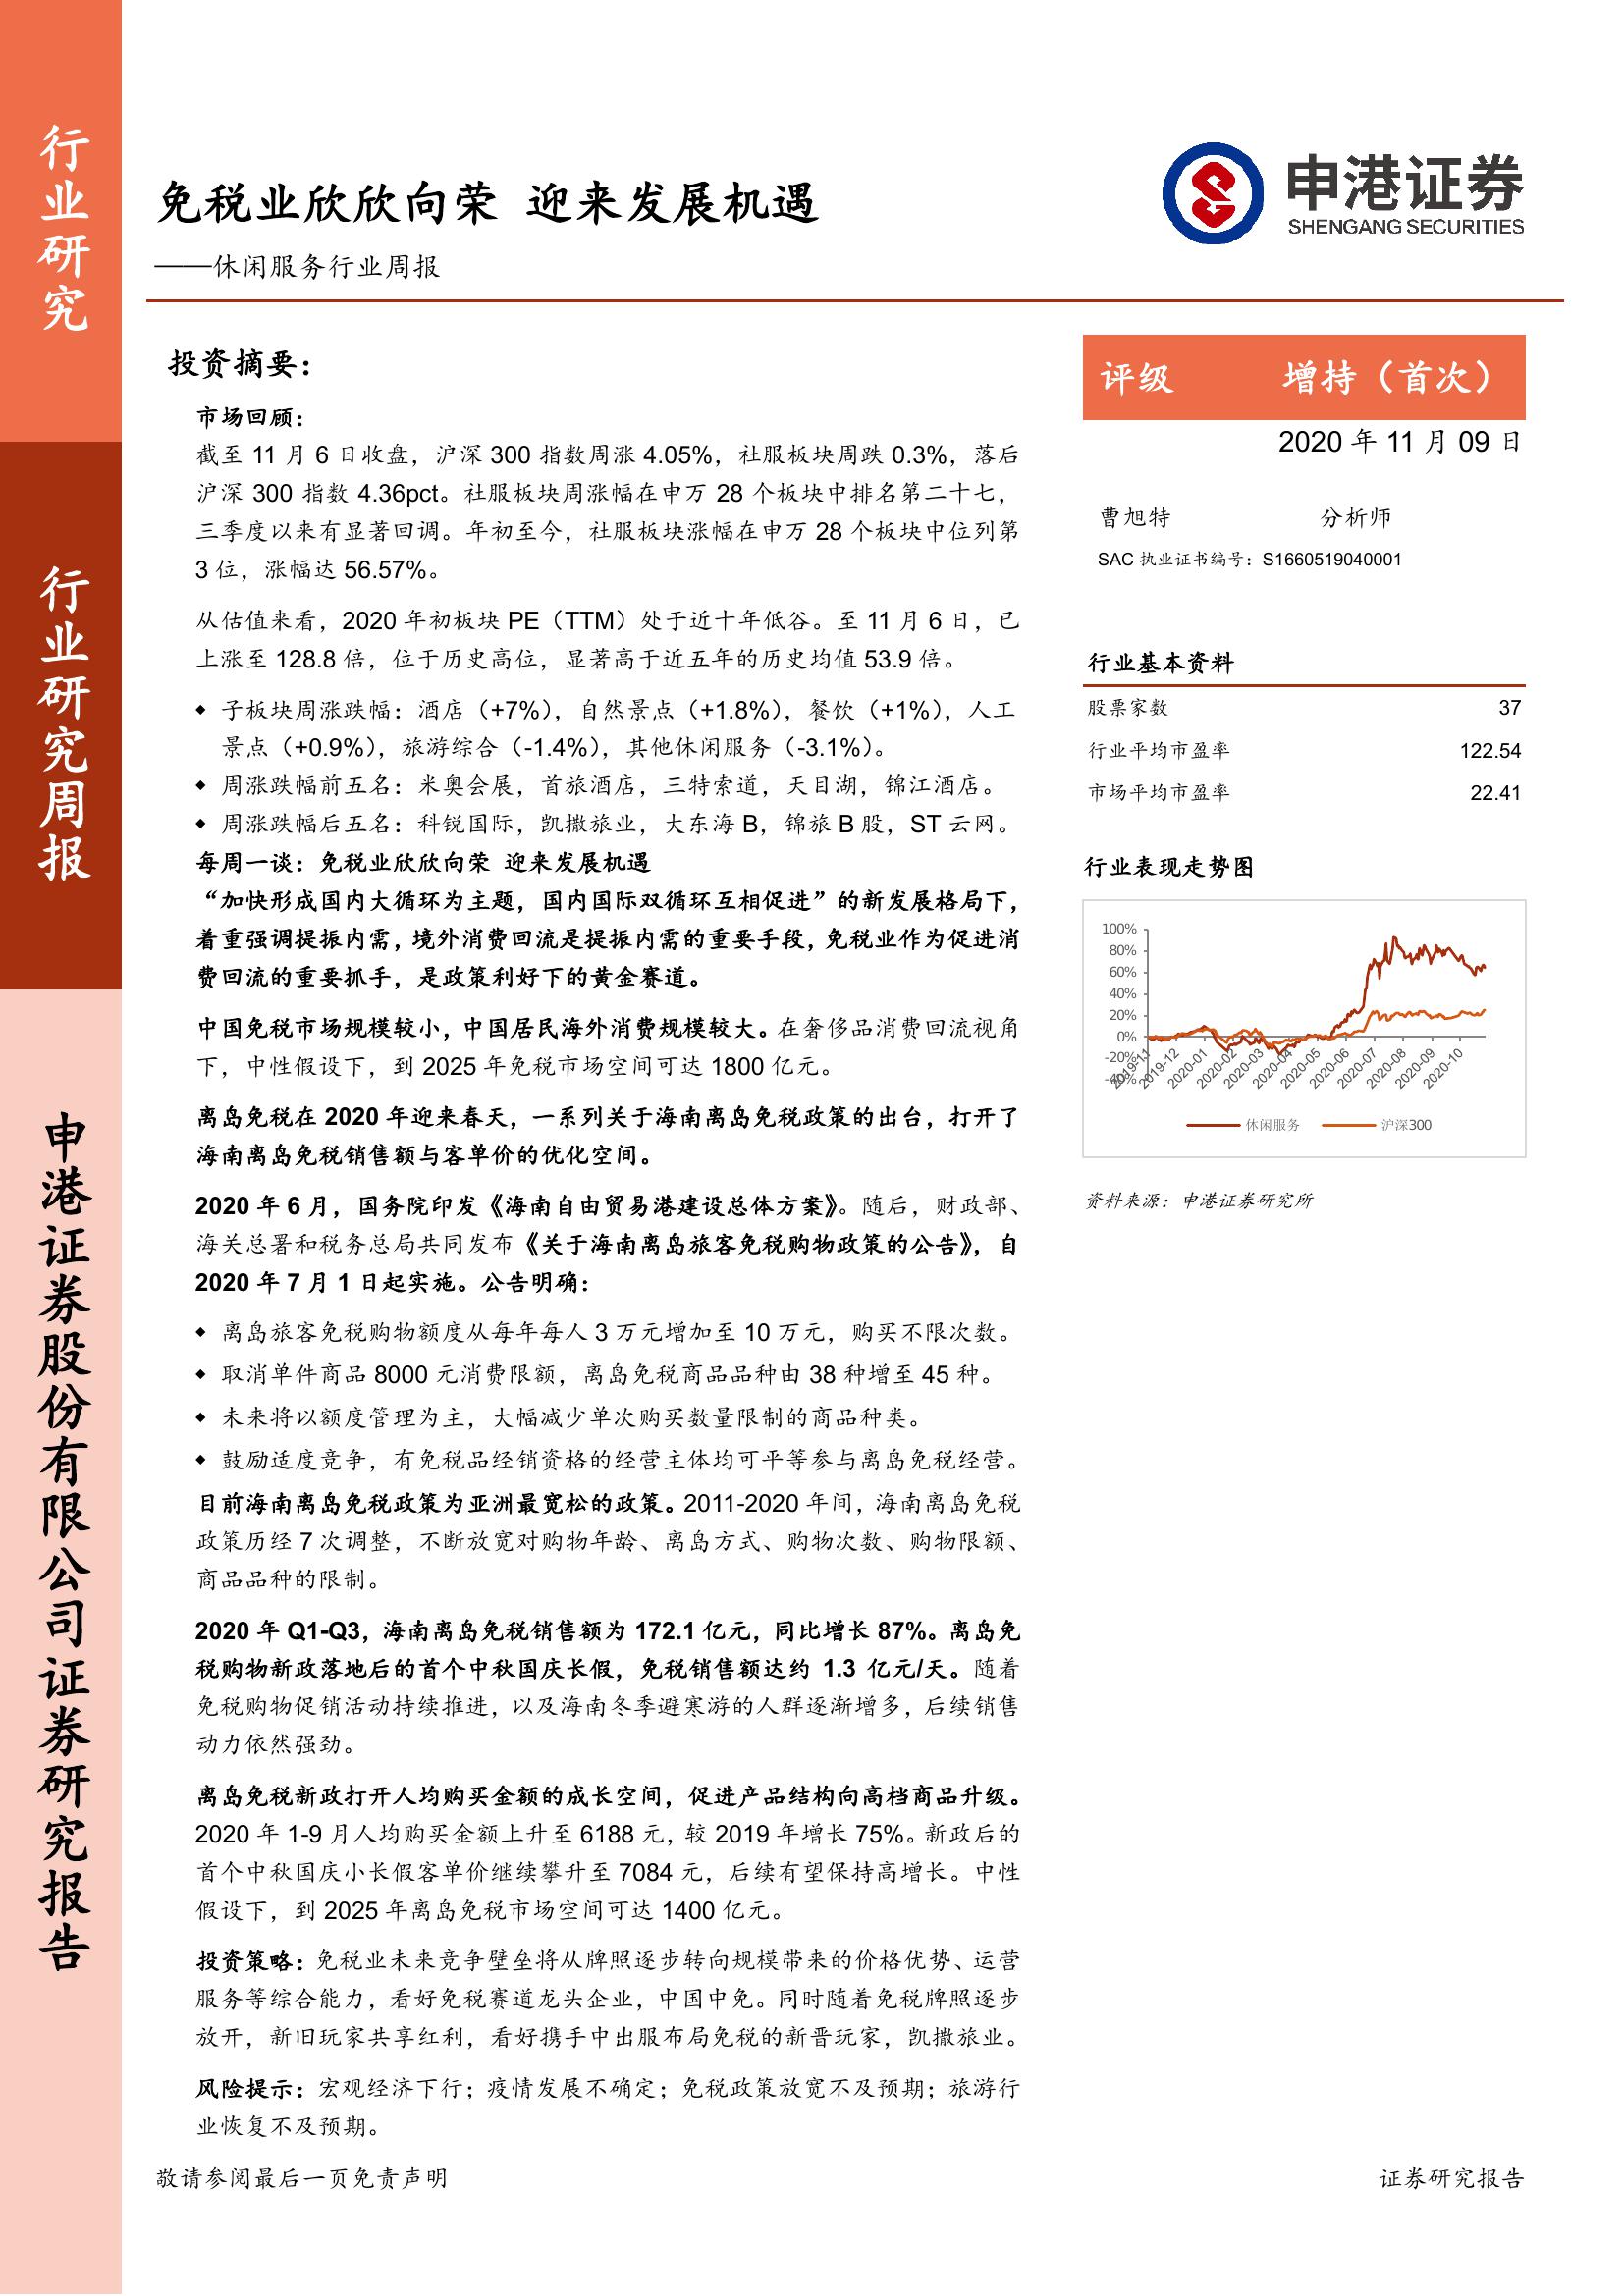 行业研究
行业研究周报
申港证券股份有限公司证券研究报告
免税业欣欣向荣 迎来发展机遇
——休闲服务行业周报
申港证券
SHENGANG SECURITIES
投资摘要：
市场回顾：
截至 11 月 6 日收盘，沪深 300 指数周涨 4.05%，社服板块周跌 0.3%，落后
沪深 300 指数 4.36pct。社服板块周涨幅在申万 28 个板块中排名第二十七，
三季度以来有显著回调。年初至今，社服板块涨幅在申万 28 个板块中位列第
3 位，涨幅达 56.57%。
从估值来看，2020 年初板块 PE（TTM）处于近十年低谷。至 11 月 6 日，已
上涨至 128.8 倍，位于历史高位，显著高于近五年的历史均值 53.9 倍。
◆ 子板块周涨跌幅：酒店（+7%），自然景点（+1.8%），餐饮（+1%），人工
景点（+0.9%），旅游综合（-1.4%），其他休闲服务（-3.1%）。
◆ 周涨跌幅前五名：米奥会展，首旅酒店，三特索道，天目湖，锦江酒店。
◆ 周涨跌幅后五名：科锐国际，凯撒旅业，大东海 B，锦旅 B 股，ST 云网。
每周一谈：免税业欣欣向荣 迎来发展机遇
“加快形成国内大循环为主题，国内国际双循环互相促进”的新发展格局下，
着重强调提振内需，境外消费回流是提振内需的重要手段，免税业作为促进消
费回流的重要抓手，是政策利好下的黄金赛道。
中国免税市场规模较小，中国居民海外消费规模较大。在奢侈品消费回流视角
下，中性假设下，到 2025 年免税市场空间可达 1800 亿元。
离岛免税在 2020 年迎来春天，一系列关于海南离岛免税政策的出台，打开了
海南离岛免税销售额与客单价的优化空间。
2020 年 6 月，国务院印发《海南自由贸易港建设总体方案》。随后，财政部、
海关总署和税务总局共同发布《关于海南离岛旅客免税购物政策的公告》，自
2020 年 7 月 1 日起实施。公告明确：
◆ 离岛旅客免税购物额度从每年每人 3 万元增加至 10 万元，购买不限次数。
◆ 取消单件商品 8000 元消费限额，离岛免税商品品种由 38 种增至 45 种。
◆ 未来将以额度管理为主，大幅减少单次购买数量限制的商品种类。
◆ 鼓励适度竞争，有免税品经销资格的经营主体均可平等参与离岛免税经营。
目前海南离岛免税政策为亚洲最宽松的政策。2011-2020 年间，海南离岛免税
政策历经 7 次调整，不断放宽对购物年龄、离岛方式、购物次数、购物限额、
商品品种的限制。
2020 年 Q1-Q3，海南离岛免税销售额为 172.1 亿元，同比增长 87%。离岛免
税购物新政落地后的首个中秋国庆长假，免税销售额达约 1.3 亿元/天。随着
免税购物促销活动持续推进，以及海南冬季避寒游的人群逐渐增多，后续销售
动力依然强劲。
离岛免税新政打开人均购买金额的成长空间，促进产品结构向高档商品升级。
2020 年 1-9 月人均购买金额上升至 6188 元，较 2019 年增长 75%。新政后的
首个中秋国庆小长假客单价继续攀升至 7084 元，后续有望保持高增长。中性
假设下，到 2025 年离岛免税市场空间可达 1400 亿元。
投资策略：免税业未来竞争壁垒将从牌照逐步转向规模带来的价格优势、运营
服务等综合能力，看好免税赛道龙头企业，中国中免。同时随着免税牌照逐步
放开，新旧玩家共享红利，看好携手中出服布局免税的新晋玩家，凯撒旅业。
风险提示：宏观经济下行；疫情发展不确定；免税政策放宽不及预期；旅游行
业恢复不及预期。
评级 增持（首次）
2020 年 11 月 09 日
曹旭特 分析师
SAC 执业证书编号：S1660519040001
行业基本资料
股票家数 37
行业平均市盈率 122.54
市场平均市盈率 22.41
行业表现走势图
100%
80%
60%
40%
20%
0%
-20%
-40%
2019-11 2019-12 2020-01 2020-02 2020-03 2020-04 2020-05 2020-06 2020-07 2020-08 2020-09 2020-10
休闲服务 沪深300
资料来源：申港证券研究所
敬请参阅最后一页免责声明 证券研究报告